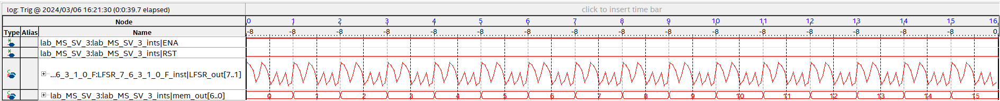 log: Trig @ 2024/03/06 16:21:30 (0:0:39.7 elapsed) click to insert time bar
Node 0 1 2 3 4 5 6 7 8 9 10 11 12 13 14 15 16
Type Alias Name -8 -8 -8 -8 -8 -8 -8 -8 -8 -8 -8 -8 -8 -8 -8 -8 0
lab_MS_SV_3:lab_MS_SV_3_ints|ENA
lab_MS_SV_3:lab_MS_SV_3_ints|RST
...6_3_1_0_F:LFSR_7_6_3_1_0_F_inst|LFSR_out[7..1]
lab_MS_SV_3:lab_MS_SV_3_ints|mem_out[6..0] 0 1 2 3 4 5 6 7 8 9 10 11 12 13 14 15